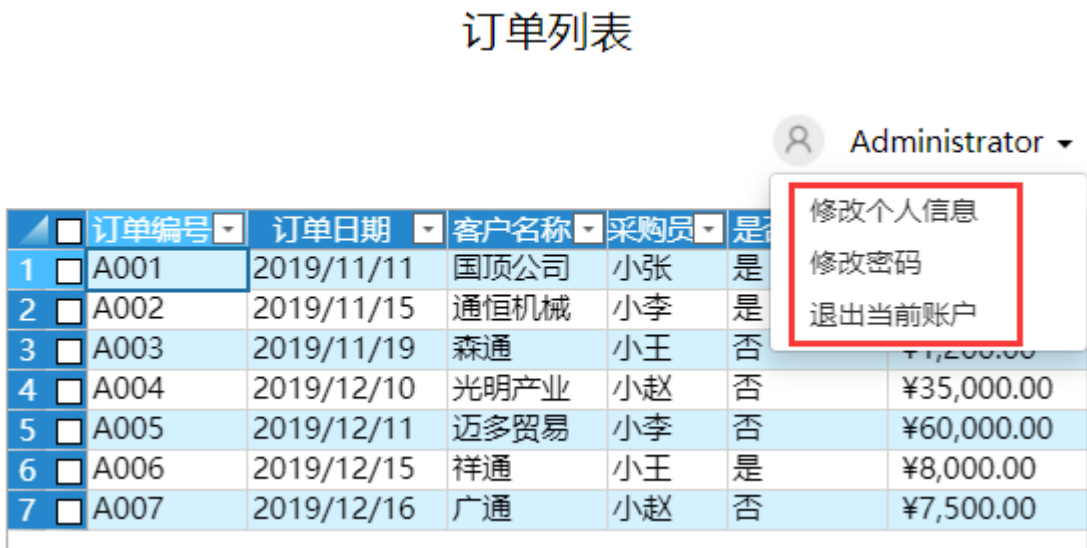 订单列表
Administrator
修改个人信息
修改密码
退出当前账户
订单编号 订单日期 客户名称 采购员
1 A001 2019/11/11 国顶公司 小张 是
2 A002 2019/11/15 通恒机械 小李 是
3 A003 2019/11/19 森通 小王 否 ¥1,200.00
4 A004 2019/12/10 光明产业 小赵 否 ¥35,000.00
5 A005 2019/12/11 迈多贸易 小李 否 ¥60,000.00
6 A006 2019/12/15 祥通 小王 是 ¥8,000.00
7 A007 2019/12/16 广通 小赵 否 ¥7,500.00